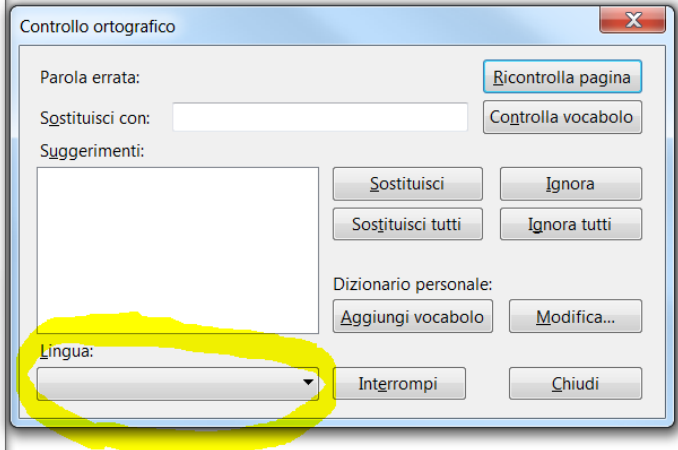 Controllo ortografico
Parola errata:
Ricontrolla pagina
Sostituisci con:
Controlla vocabolo
Suggerimenti:
Sostituisci
Ignora
Sostituisci tutti
Ignora tutti
Dizionario personale:
Aggiungi vocabolo
Modifica...
Lingua:
Interrompi
Chiudi